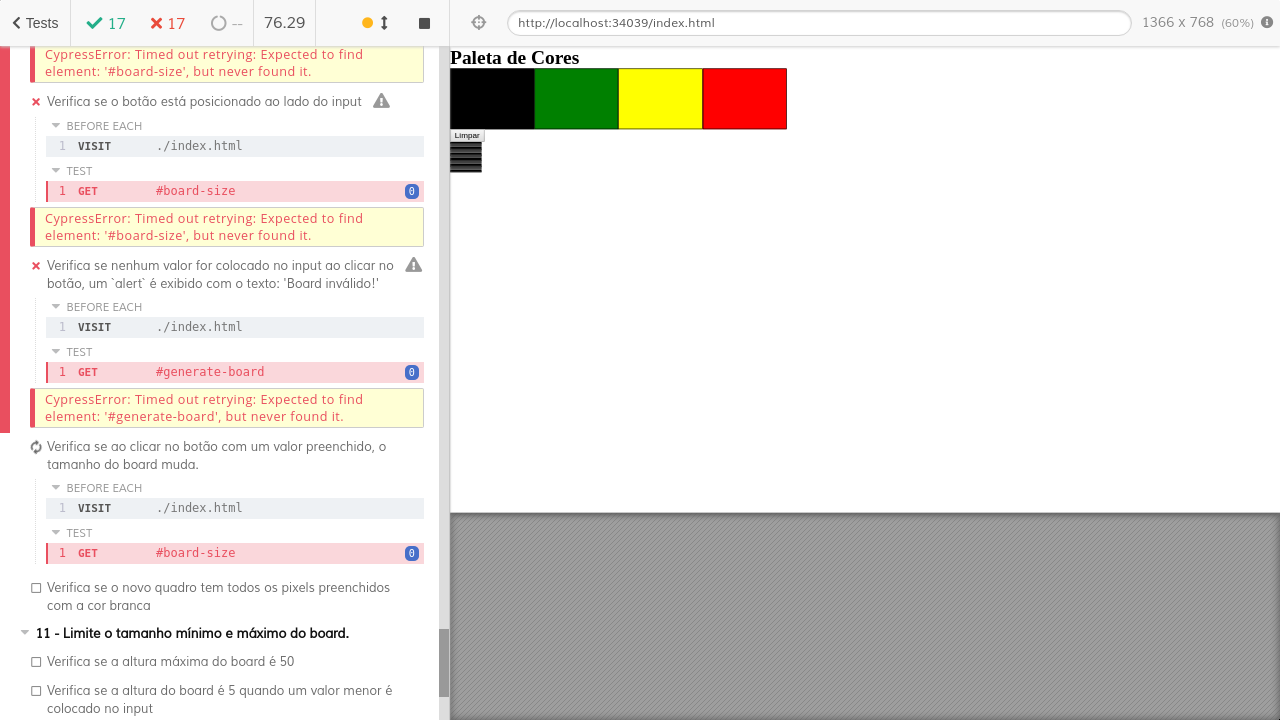 Tests 17 17 -- 76.29
http://localhost:34039/index.html 1366 x 768 (60%)
CypressError: Timed out retrying: Expected to find
element: '#board-size', but never found it.
Verifica se o botão está posicionado ao lado do input
BEFORE EACH
1 VISIT ./index.html
TEST
1 GET #board-size 0
CypressError: Timed out retrying: Expected to find
element: '#board-size', but never found it.
Verifica se nenhum valor for colocado no input ao clicar no
botão, um `alert` é exibido com o texto: 'Board inválido!'
BEFORE EACH
1 VISIT ./index.html
TEST
1 GET #generate-board 0
CypressError: Timed out retrying: Expected to find
element: '#generate-board', but never found it.
Verifica se ao clicar no botão com um valor preenchido, o
tamanho do board muda.
BEFORE EACH
1 VISIT ./index.html
TEST
1 GET #board-size 0
Verifica se o novo quadro tem todos os pixels preenchidos
com a cor branca
11 - Limite o tamanho mínimo e máximo do board.
Verifica se a altura máxima do board é 50
Verifica se a altura do board é 5 quando um valor menor é
colocado no input
Paleta de Cores
Limpar